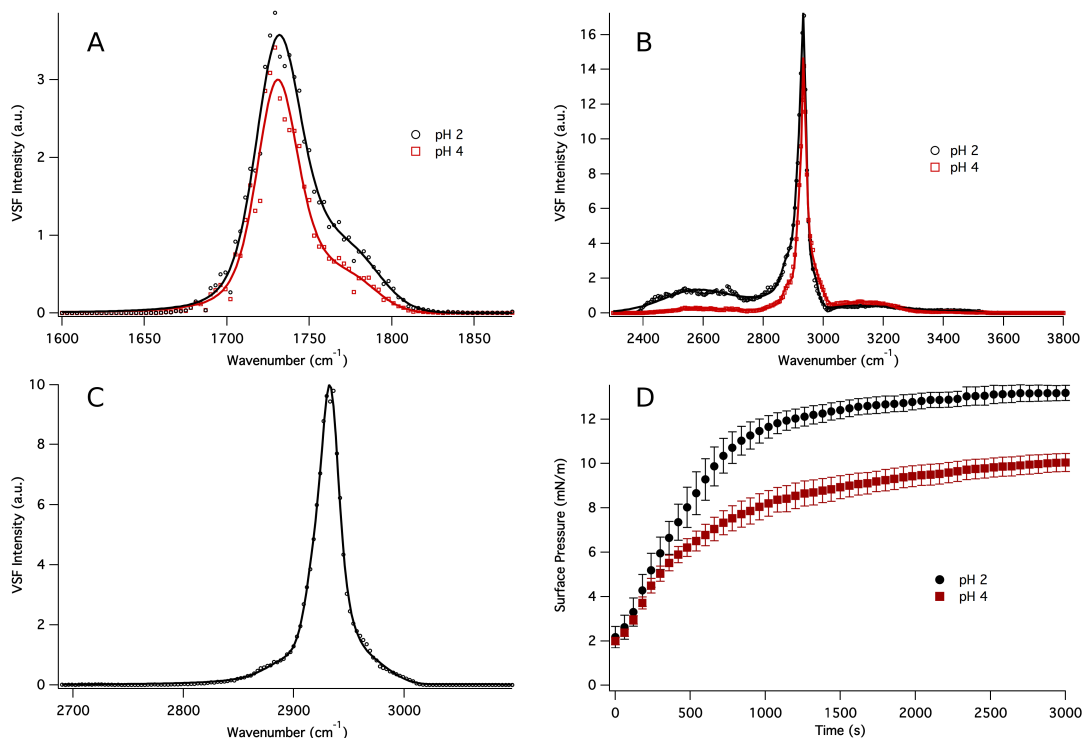 A
3
2
1
0
VSF Intensity (a.u.)
pH 2
pH 4
1600
1650
1700
1750
1800
1850
Wavenumber (cm-1)
B
16
14
12
10
8
6
4
2
0
VSF Intenisty (a.u.)
pH 2
pH 4
2400
2600
2800
3000
3200
3400
3600
3800
Wavenumber (cm-1)
C
10
8
6
4
2
0
VSF Intensity (a.u.)
2700
2800
2900
3000
Wavenumber (cm-1)
D
12
10
8
6
4
2
0
Surface Pressure (mN/m)
pH 2
pH 4
0
500
1000
1500
2000
2500
3000
Time (s)